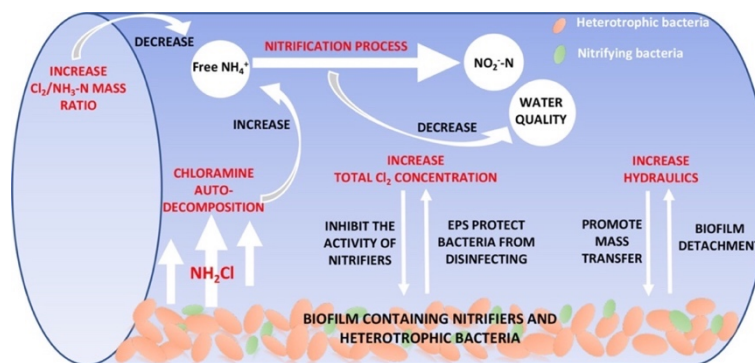 Heterotrophic bacteria
Nitrifying bacteria
DECREASE
INCREASE
Cl₂/NH₃-N MASS
RATIO
Free NH₄⁺
NITRIFICATION PROCESS
NO₂⁻-N
WATER
QUALITY
INCREASE
DECREASE
CHLORAMINE
AUTO-
DECOMPOSITION
NH₂Cl
INCREASE
TOTAL Cl₂ CONCENTRATION
INHIBIT THE
ACTIVITY OF
NITRIFIERS
EPS PROTECT
BACTERIA FROM
DISINFECTING
INCREASE
HYDRAULICS
PROMOTE
MASS
TRANSFER
BIOFILM
DETACHMENT
BIOFILM CONTAINING NITRIFIERS AND
HETEROTROPHIC BACTERIA